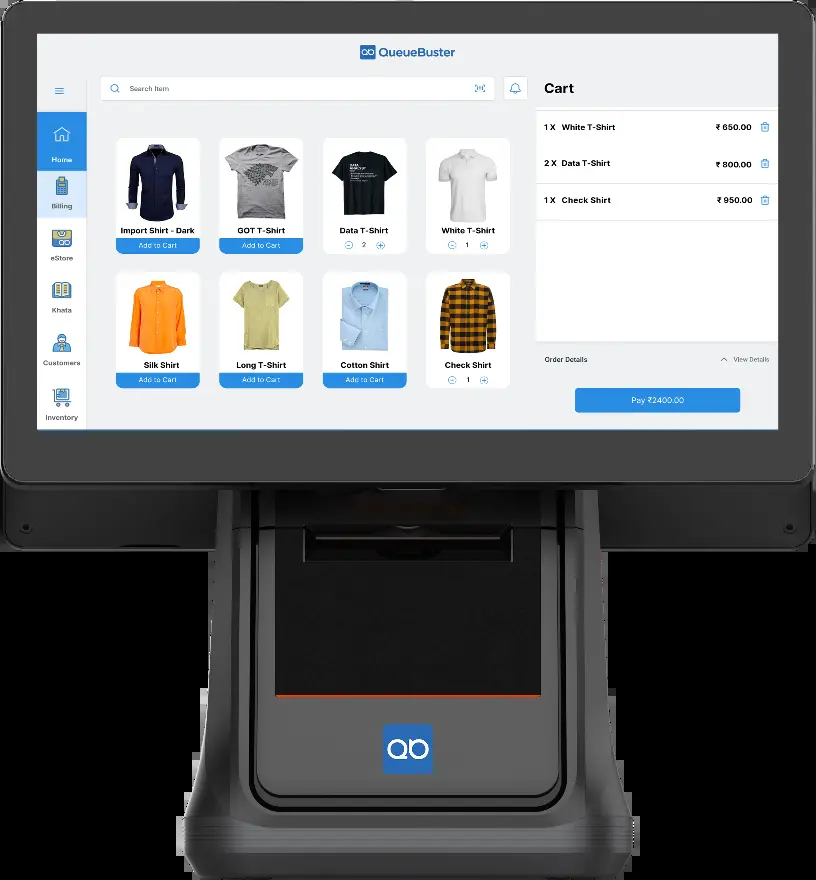 QueueBuster
Search Item
Cart
Home
Billing
eStore
Khata
Customers
Inventory
Import Shirt - Dark
Add to Cart
GOT T-Shirt
Add to Cart
Data T-Shirt
2
White T-Shirt
1
Silk Shirt
Add to Cart
Long T-Shirt
Add to Cart
Cotton Shirt
Add to Cart
Check Shirt
1
1 X White T-Shirt ₹ 650.00
2 X Data T-Shirt ₹ 800.00
1 X Check Shirt ₹ 950.00
Order Details View Details
Pay ₹2400.00